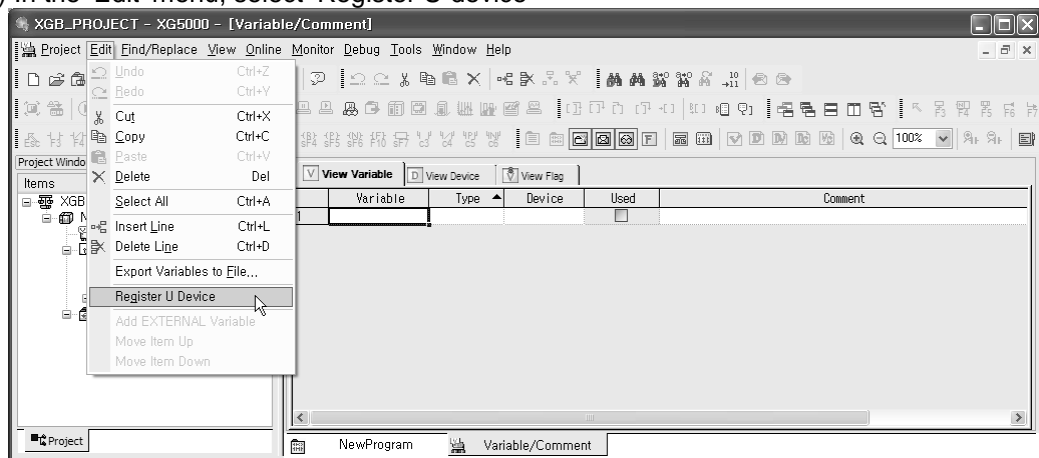 ) In the 'Edit' menu, select 'Register U device'
XGB_PROJECT - XG5000 - [Variable/Comment]
Project Edit Find/Replace View Online Monitor Debug Tools Window Help
Undo Ctrl+Z
Redo Ctrl+Y
Cut Ctrl+X
Copy Ctrl+C
Paste Ctrl+V
Delete Del
Select All Ctrl+A
Insert Line Ctrl+L
Delete Line Ctrl+D
Export Variables to File...
Register U Device
Add EXTERNAL Variable
Move Item Up
Move Item Down
100%
Project Windo
Items
XGB
N
View Variable View Device View Flag
Variable Type Device Used Comment
1
Project
NewProgram Variable/Comment